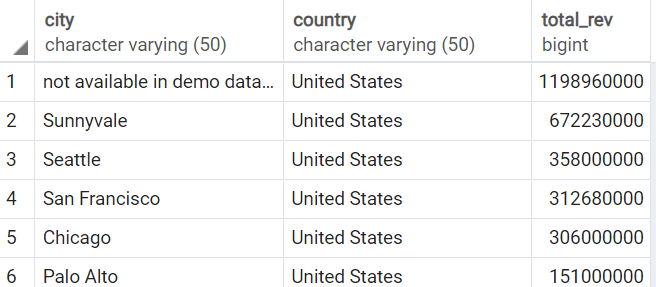 city country total_rev
character varying (50) character varying (50) bigint
1 not available in demo data... United States 1198960000
2 Sunnyvale United States 672230000
3 Seattle United States 358000000
4 San Francisco United States 312680000
5 Chicago United States 306000000
6 Palo Alto United States 151000000